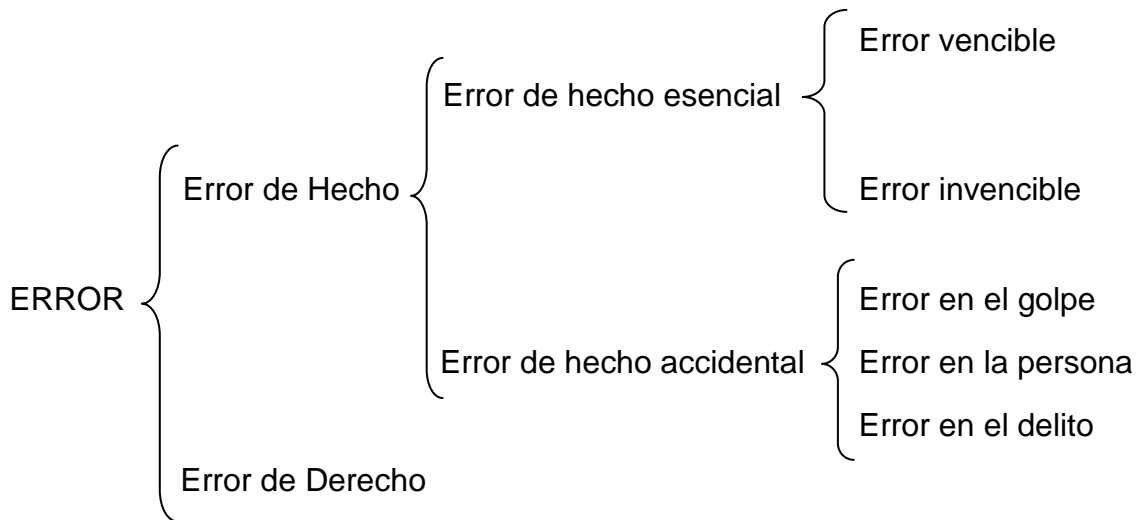 ERROR
Error de Hecho
Error de hecho esencial
Error vencible
Error invencible
Error de hecho accidental
Error en el golpe
Error en la persona
Error en el delito
Error de Derecho